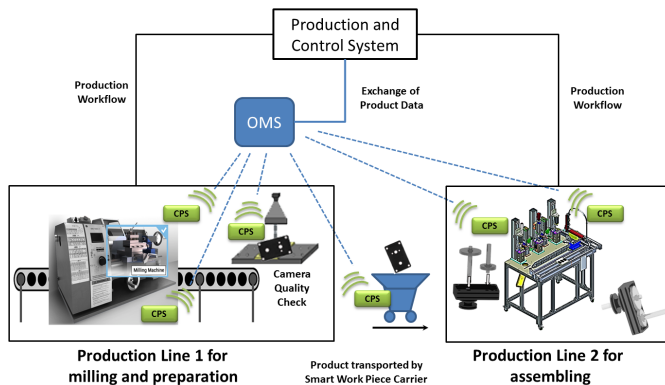 Production and
Control System
Production
Workflow
Exchange of
Product Data
Production
Workflow
OMS
CPS
CPS
CPS
CPS
CPS
CPS
Milling Machine
Camera
Quality
Check
Production Line 1 for
milling and preparation
Product transported by
Smart Work Piece Carrier
Production Line 2 for
assembling